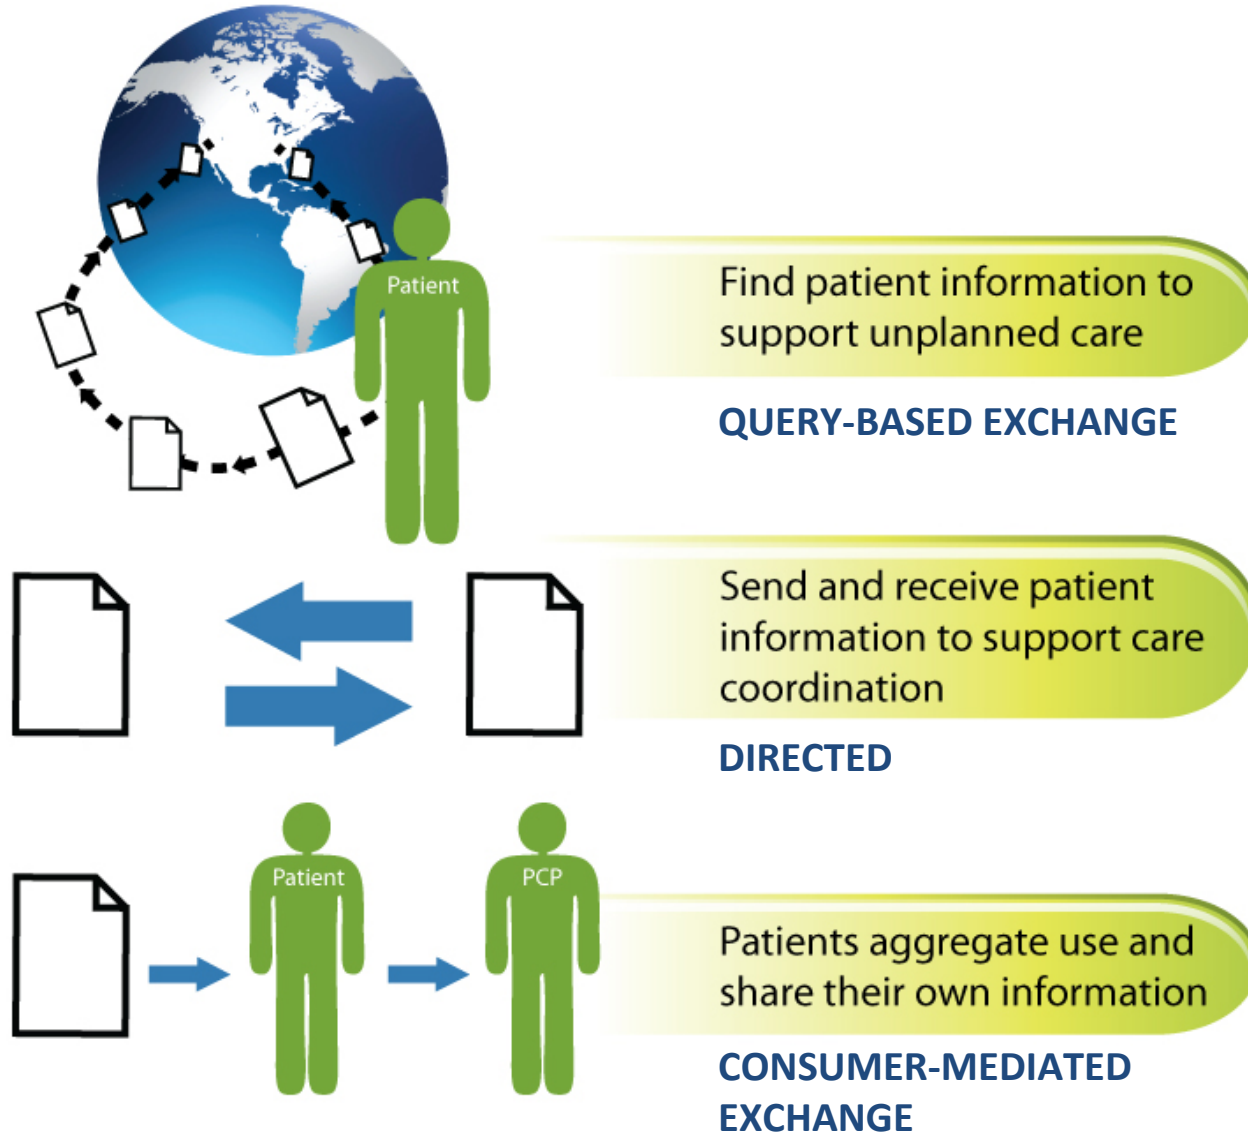 Patient
Find patient information to
support unplanned care
QUERY-BASED EXCHANGE
Send and receive patient
information to support care
coordination
DIRECTED
Patient
PCP
Patients aggregate use and
share their own information
CONSUMER-MEDIATED
EXCHANGE